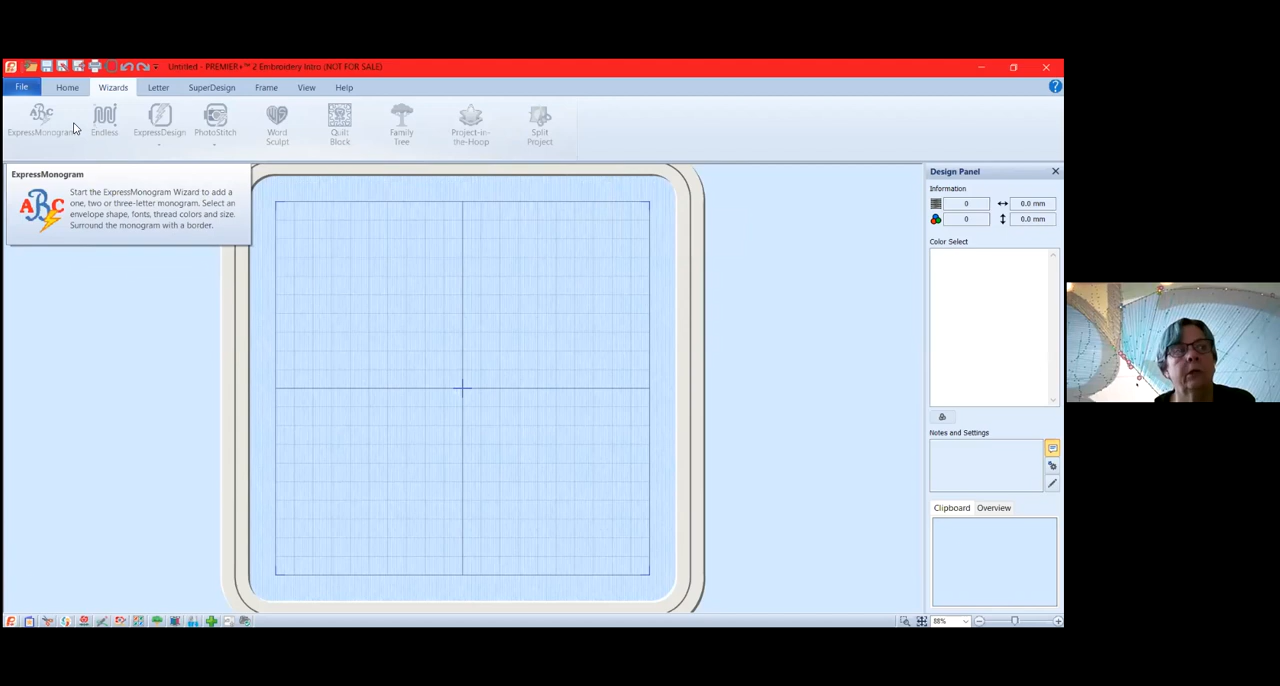 Untitled - PREMIER+™ 2 Embroidery Intro (NOT FOR SALE)
File Home Wizards Letter SuperDesign Frame View Help
ExpressMonogram Endless ExpressDesign PhotoStitch Word Sculpt Quilt Block Family Tree Project-in-the-Hoop Split Project
ExpressMonogram
Start the ExpressMonogram Wizard to add a
one, two or three-letter monogram. Select an
envelope shape, fonts, thread colors and size.
Surround the monogram with a border.
ABC
Design Panel
Information
0 0.0 mm
0 0.0 mm
Color Select
Notes and Settings
Clipboard Overview
88%